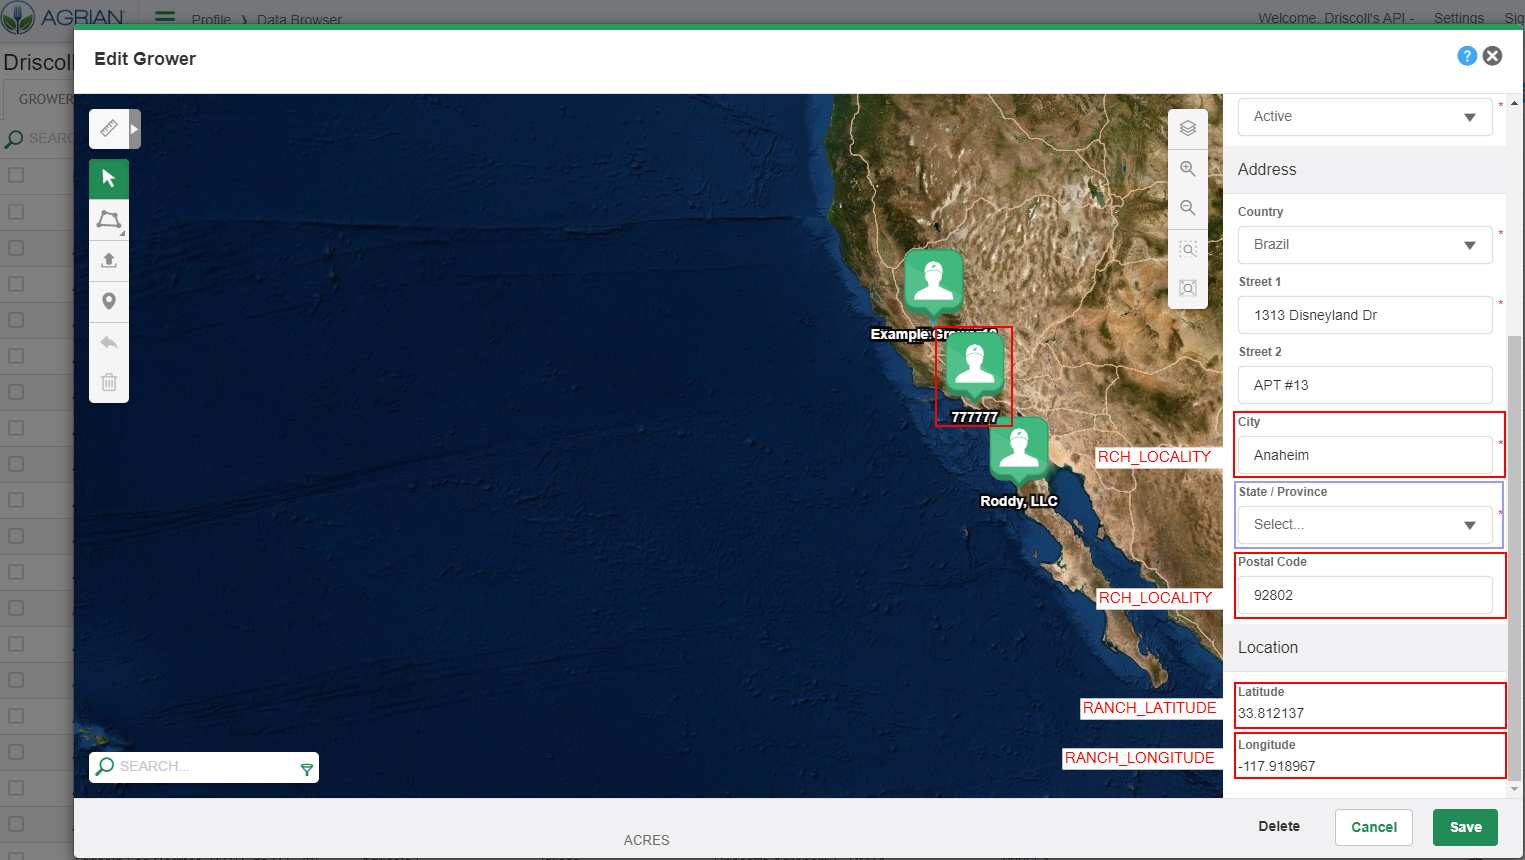 AGRIAN
Profile ❯ Data Browser
Welcome, Driscoll's API -
Settings
Sig
Driscoll
Edit Grower
?
GROWER
SEARC
Active
*
Address
Country
Brazil
*
Street 1
1313 Disneyland Dr
*
Street 2
APT #13
Example Grower12
777777
City
RCH_LOCALITY
Anaheim
*
State / Province
Roddy, LLC
Select...
*
Postal Code
RCH_LOCALITY
92802
Location
Latitude
RANCH_LATITUDE
33.812137
Longitude
RANCH_LONGITUDE
-117.918967
SEARCH...
Delete
Cancel
Save
ACRES